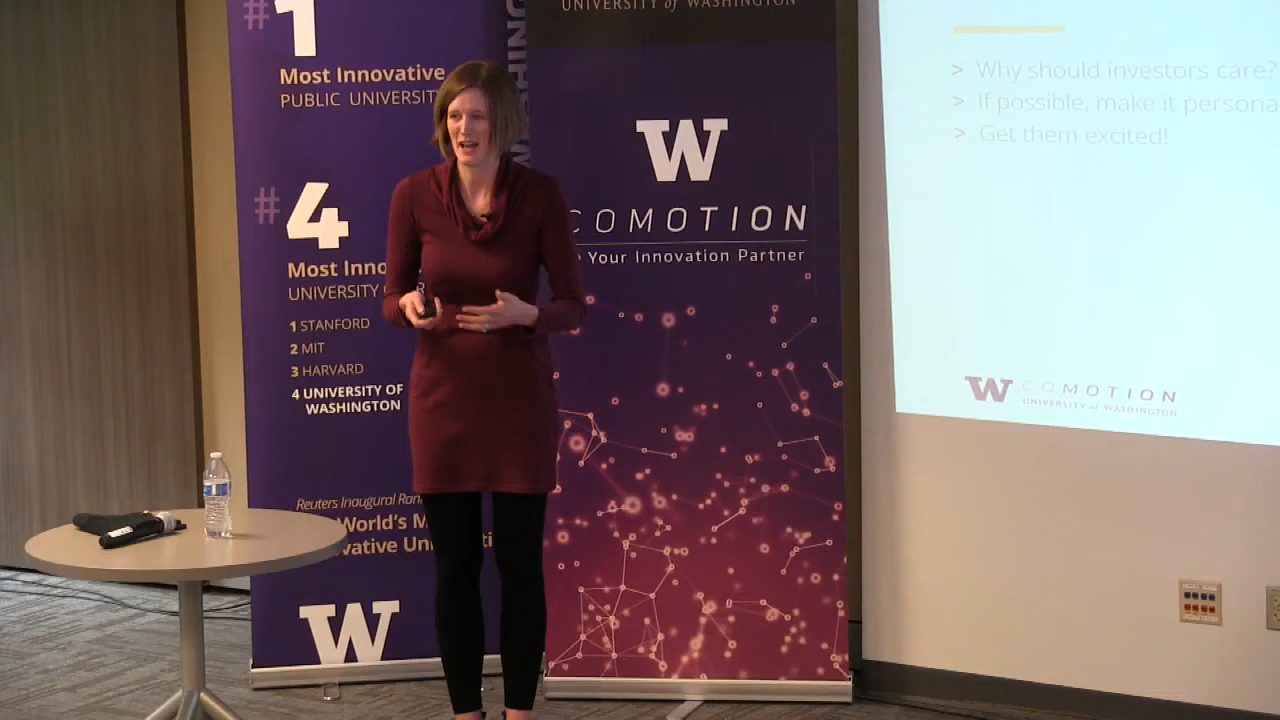 #1
Most Innovative
PUBLIC UNIVERSIT
#4
Most Inno
UNIVERSITY
1 STANFORD
2 MIT
3 HARVARD
4 UNIVERSITY OF
WASHINGTON
Reuters Inaugural Ran
World's M
vative Uni
W
UNIVERSITY of WASHINGTON
W
COMOTION
Your Innovation Partner
> Why should investors care?
> If possible, make it persona
> Get them excited!
W COMOTION
UNIVERSITY of WASHINGTON